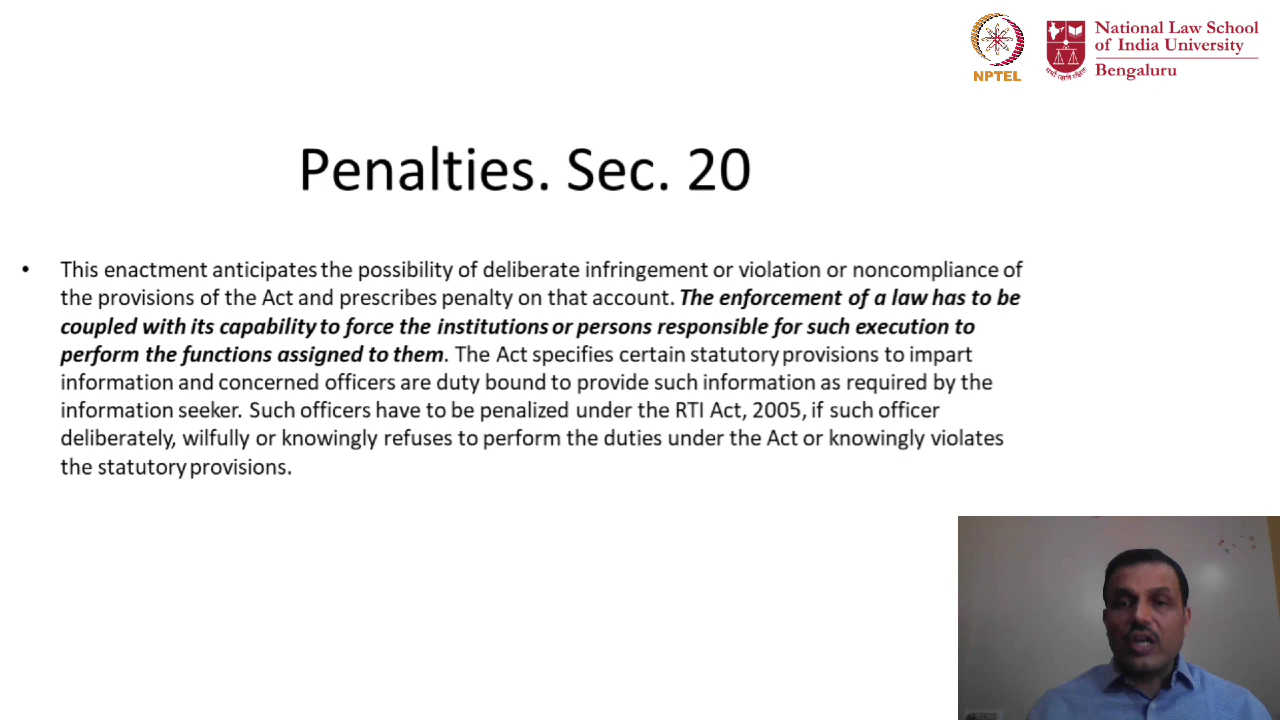 NPTEL
National Law School
of India University
Bengaluru
Penalties. Sec. 20
• This enactment anticipates the possibility of deliberate infringement or violation or noncompliance of
the provisions of the Act and prescribes penalty on that account. The enforcement of a law has to be
coupled with its capability to force the institutions or persons responsible for such execution to
perform the functions assigned to them. The Act specifies certain statutory provisions to impart
information and concerned officers are duty bound to provide such information as required by the
information seeker. Such officers have to be penalized under the RTI Act, 2005, if such officer
deliberately, wilfully or knowingly refuses to perform the duties under the Act or knowingly violates
the statutory provisions.